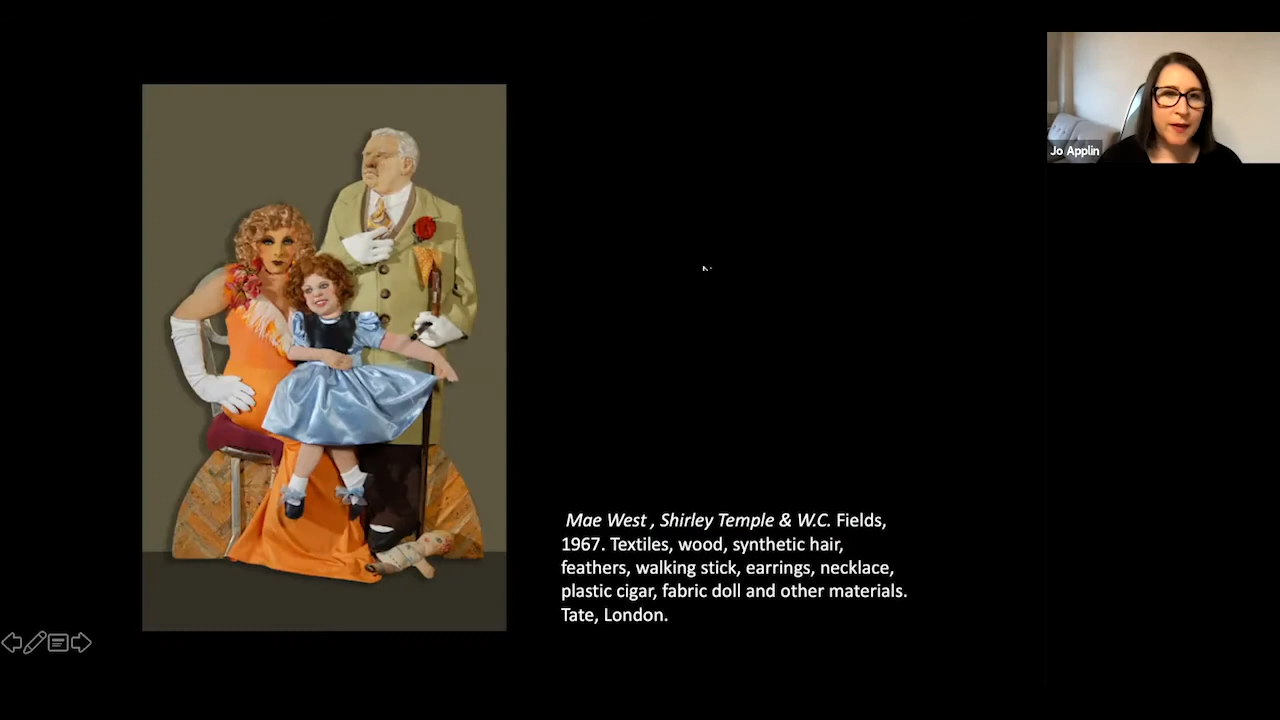 Jo Applin
Mae West , Shirley Temple & W.C. Fields,
1967. Textiles, wood, synthetic hair,
feathers, walking stick, earrings, necklace,
plastic cigar, fabric doll and other materials.
Tate, London.